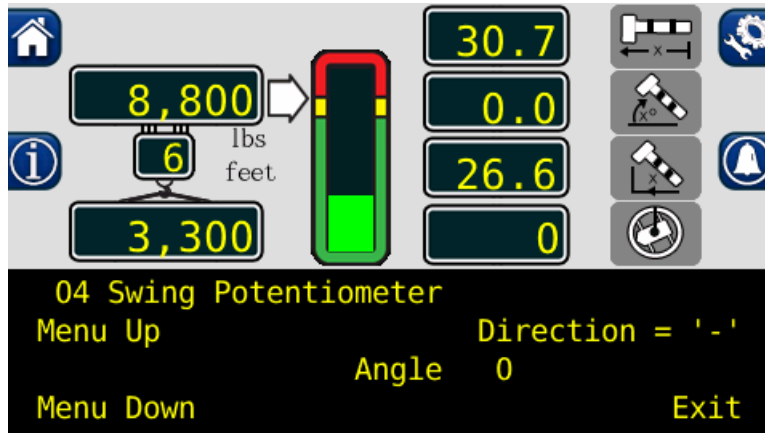 30.7
x
8,800
0.0
x°
lbs
6
feet
26.6
x
3,300
0
04 Swing Potentiometer
Menu Up
Direction = '-'
Angle 0
Menu Down
Exit